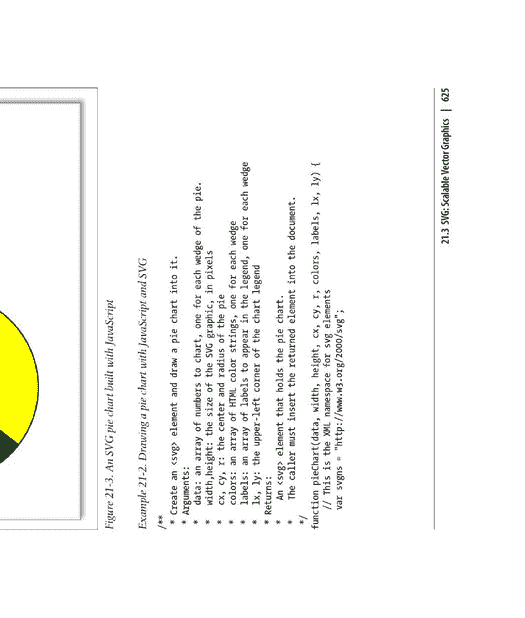 Figure 21-3. An SVG pie chart built with JavaScript
Example 21-2. Drawing a pie chart with JavaScript and SVG
/**
* Create an <svg> element and draw a pie chart into it.
* Arguments:
* data: an array of numbers to chart, one for each wedge of the pie.
* width,height: the size of the SVG graphic, in pixels
* cx, cy, r: the center and radius of the pie
* colors: an array of HTML color strings, one for each wedge
* labels: an array of labels to appear in the legend, one for each wedge
* lx, ly: the upper-left corner of the chart legend
* Returns:
* An <svg> element that holds the pie chart.
* The caller must insert the returned element into the document.
*/
function pieChart(data, width, height, cx, cy, r, colors, labels, lx, ly) {
// This is the XML namespace for svg elements
var svgns = "http://www.w3.org/2000/svg";
21.3 SVG: Scalable Vector Graphics | 625